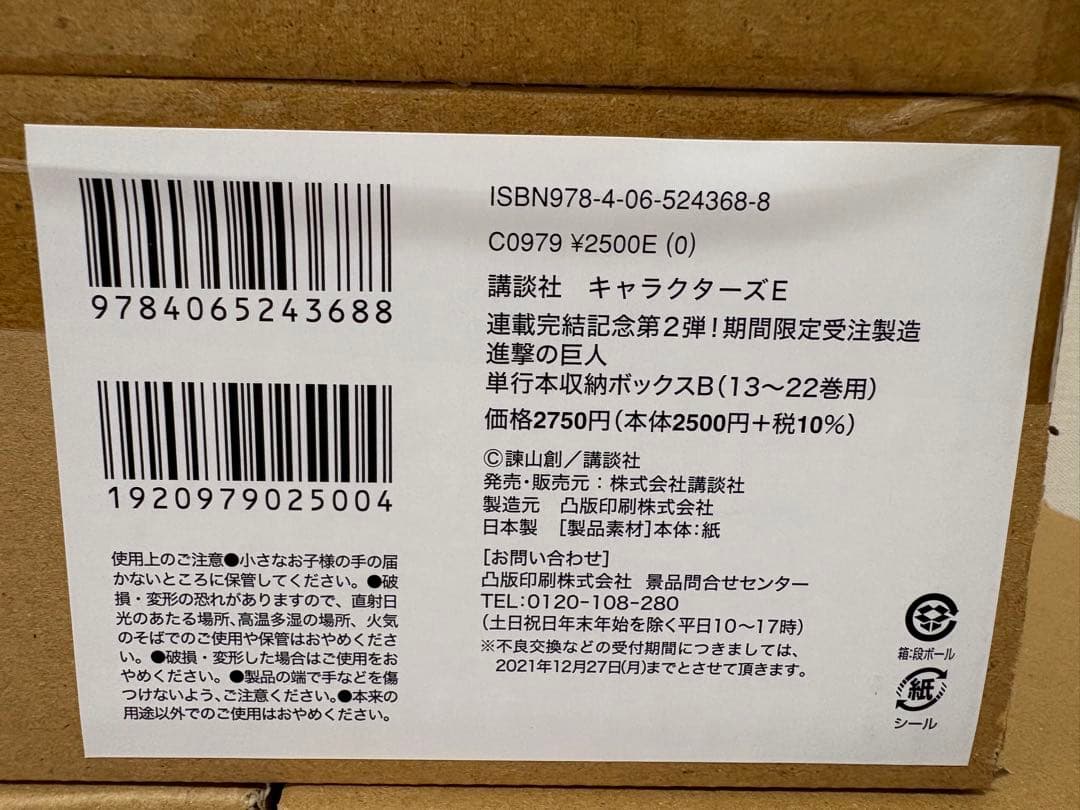 9784065243688
1920979025004
使用上のご注意●小さなお子様の手の届
かないところに保管してください。●破
損・変形の恐れがありますので、直射日
光のあたる場所、高温多湿の場所、火気
のそばでのご使用や保管はおやめくださ
い。●破損・変形した場合はご使用をお
やめください。●製品の端で手などを傷
つけないよう、ご注意ください。●本来の
用途以外でのご使用はおやめください。
ISBN978-4-06-524368-8
C0979 ¥2500E (0)
講談社 キャラクターズE
連載完結記念第2弾!期間限定受注製造
進撃の巨人
単行本収納ボックスB(13～22巻用)
価格2750円(本体2500円+税10%)
©諫山創/講談社
発売・販売元:株式会社講談社
製造元 凸版印刷株式会社
日本製 [製品素材]本体:紙
[お問い合わせ]
凸版印刷株式会社 景品問合せセンター
TEL:0120-108-280
(土日祝日年末年始を除く平日10～17時)
※不良交換などの受付期間につきましては、
2021年12月27日(月)までとさせて頂きます。
箱:段ボール
紙
シール